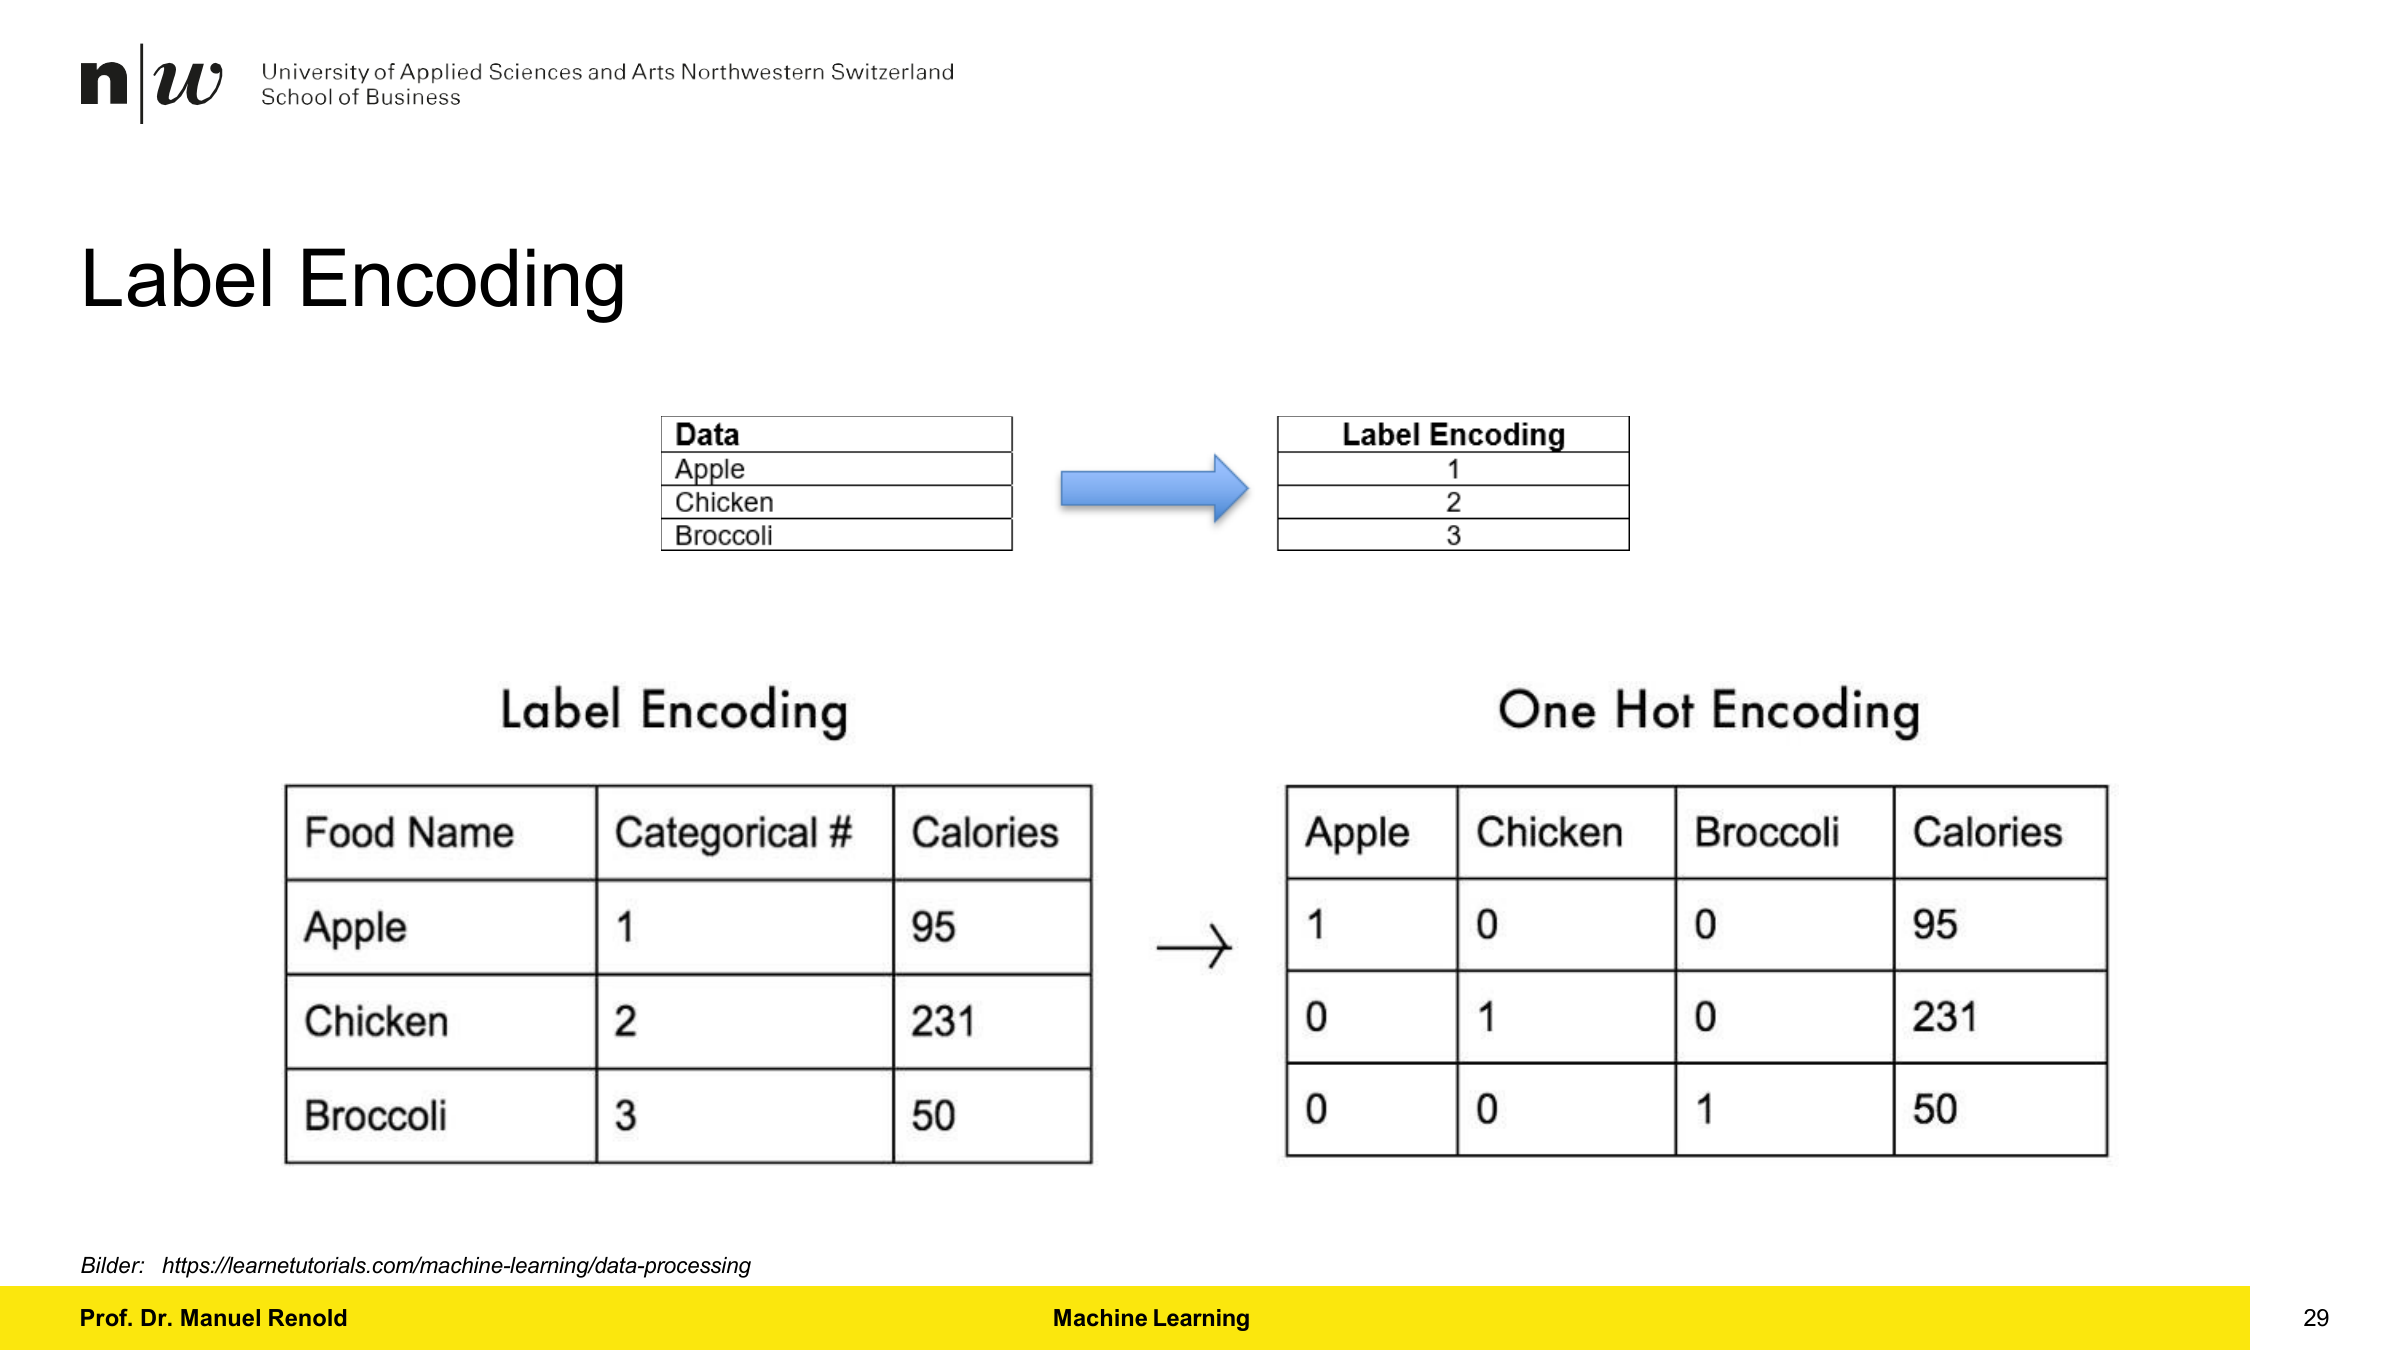 n|w
University of Applied Sciences and Arts Northwestern Switzerland
School of Business
Label Encoding
Data
Apple
Chicken
Broccoli
Label Encoding
1
2
3
Label Encoding
Food Name Categorical # Calories
Apple 1 95
Chicken 2 231
Broccoli 3 50
One Hot Encoding
Apple Chicken Broccoli Calories
1 0 0 95
0 1 0 231
0 0 1 50
Bilder: https://learnetutorials.com/machine-learning/data-processing
Prof. Dr. Manuel Renold Machine Learning 29